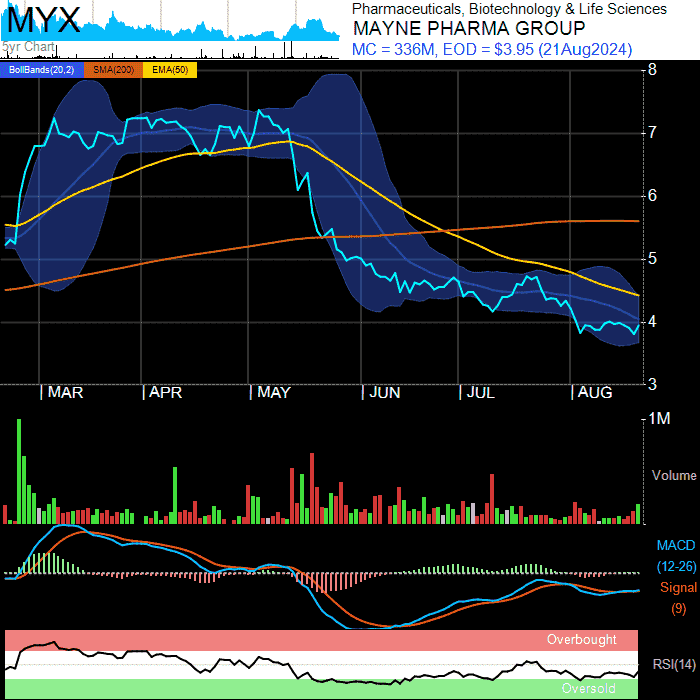 MYX
5yr Chart
Pharmaceuticals, Biotechnology & Life Sciences
MAYNE PHARMA GROUP
MC = 336M, EOD = $3.95 (21Aug2024)
BollBands(20,2) SMA(200) EMA(50)
8
7
6
5
4
3
MAR APR MAY JUN JUL AUG
1M
Volume
MACD
(12-26)
Signal
(9)
Overbought
RSI(14)
Oversold